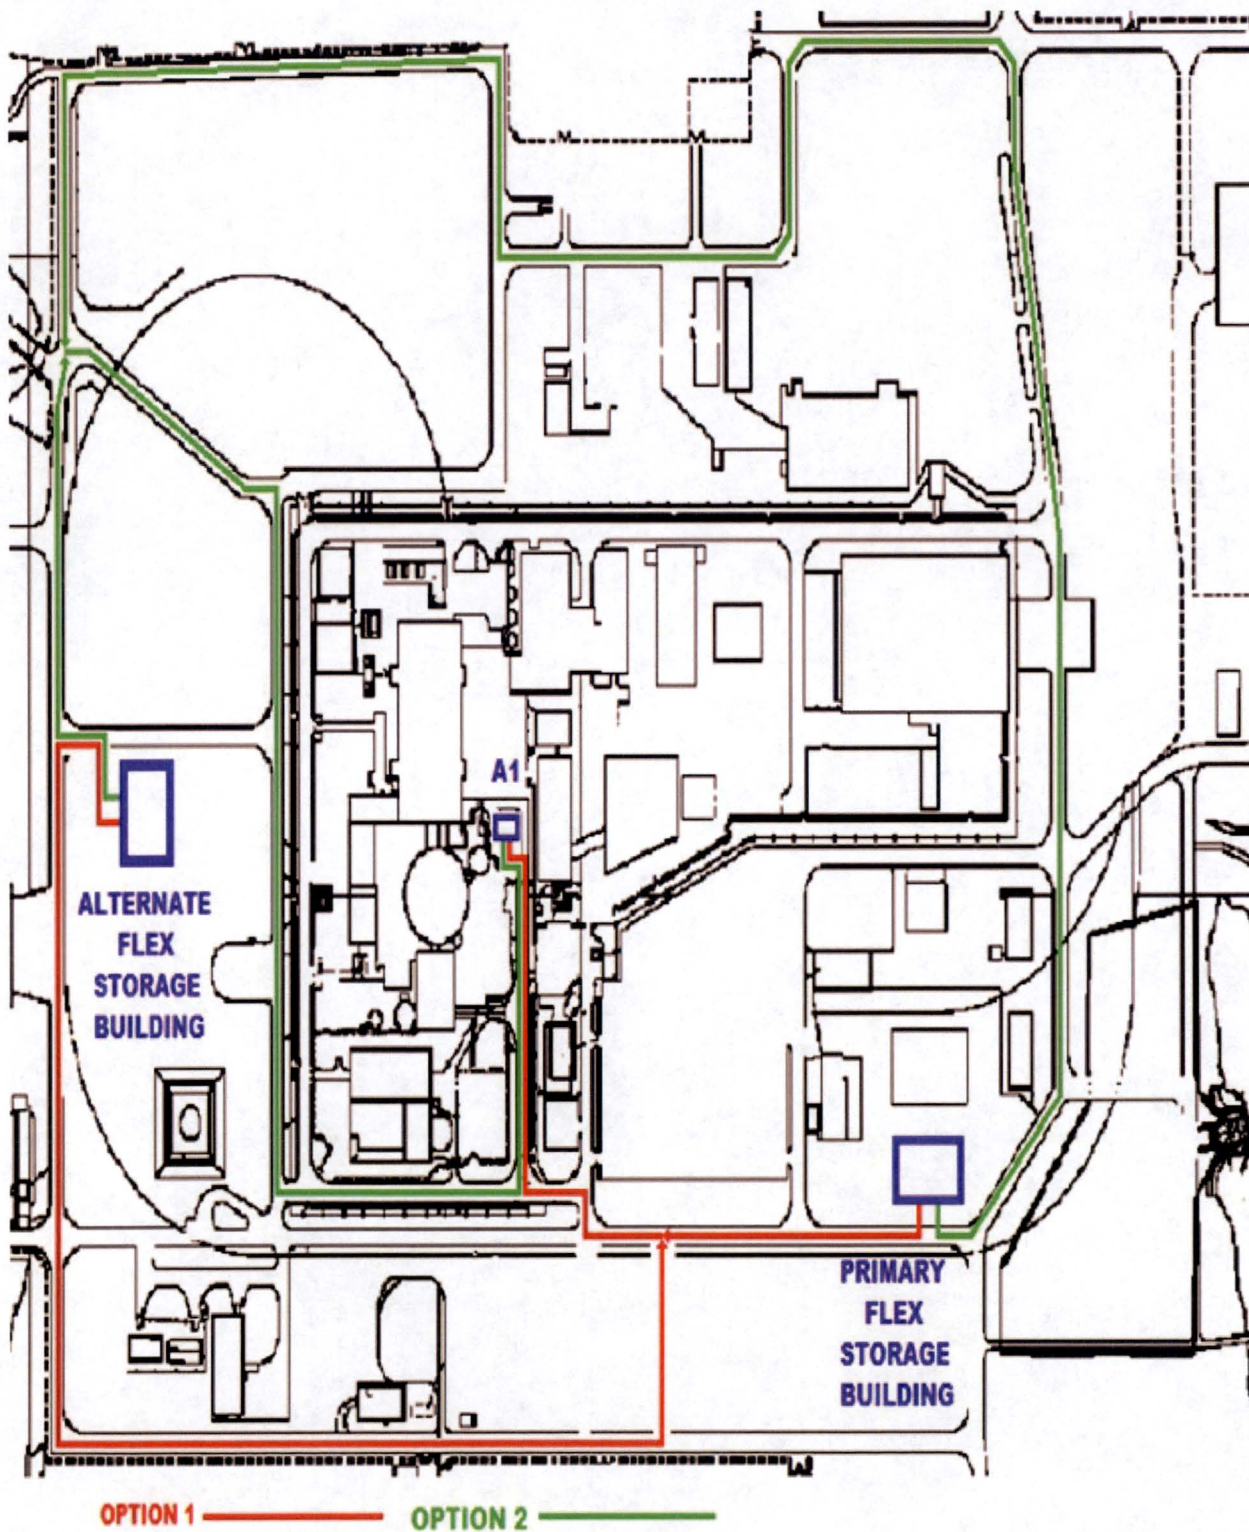 A1
ALTERNATE
FLEX
STORAGE
BUILDING
PRIMARY
FLEX
STORAGE
BUILDING
OPTION 1
OPTION 2